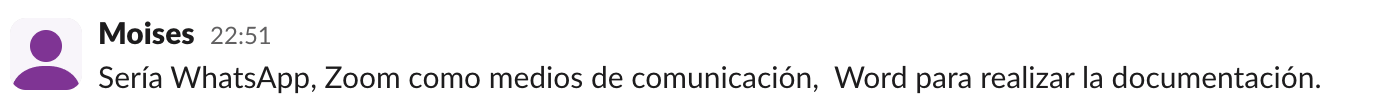 Moises 22:51
Sería WhatsApp, Zoom como medios de comunicación,  Word para realizar la documentación.